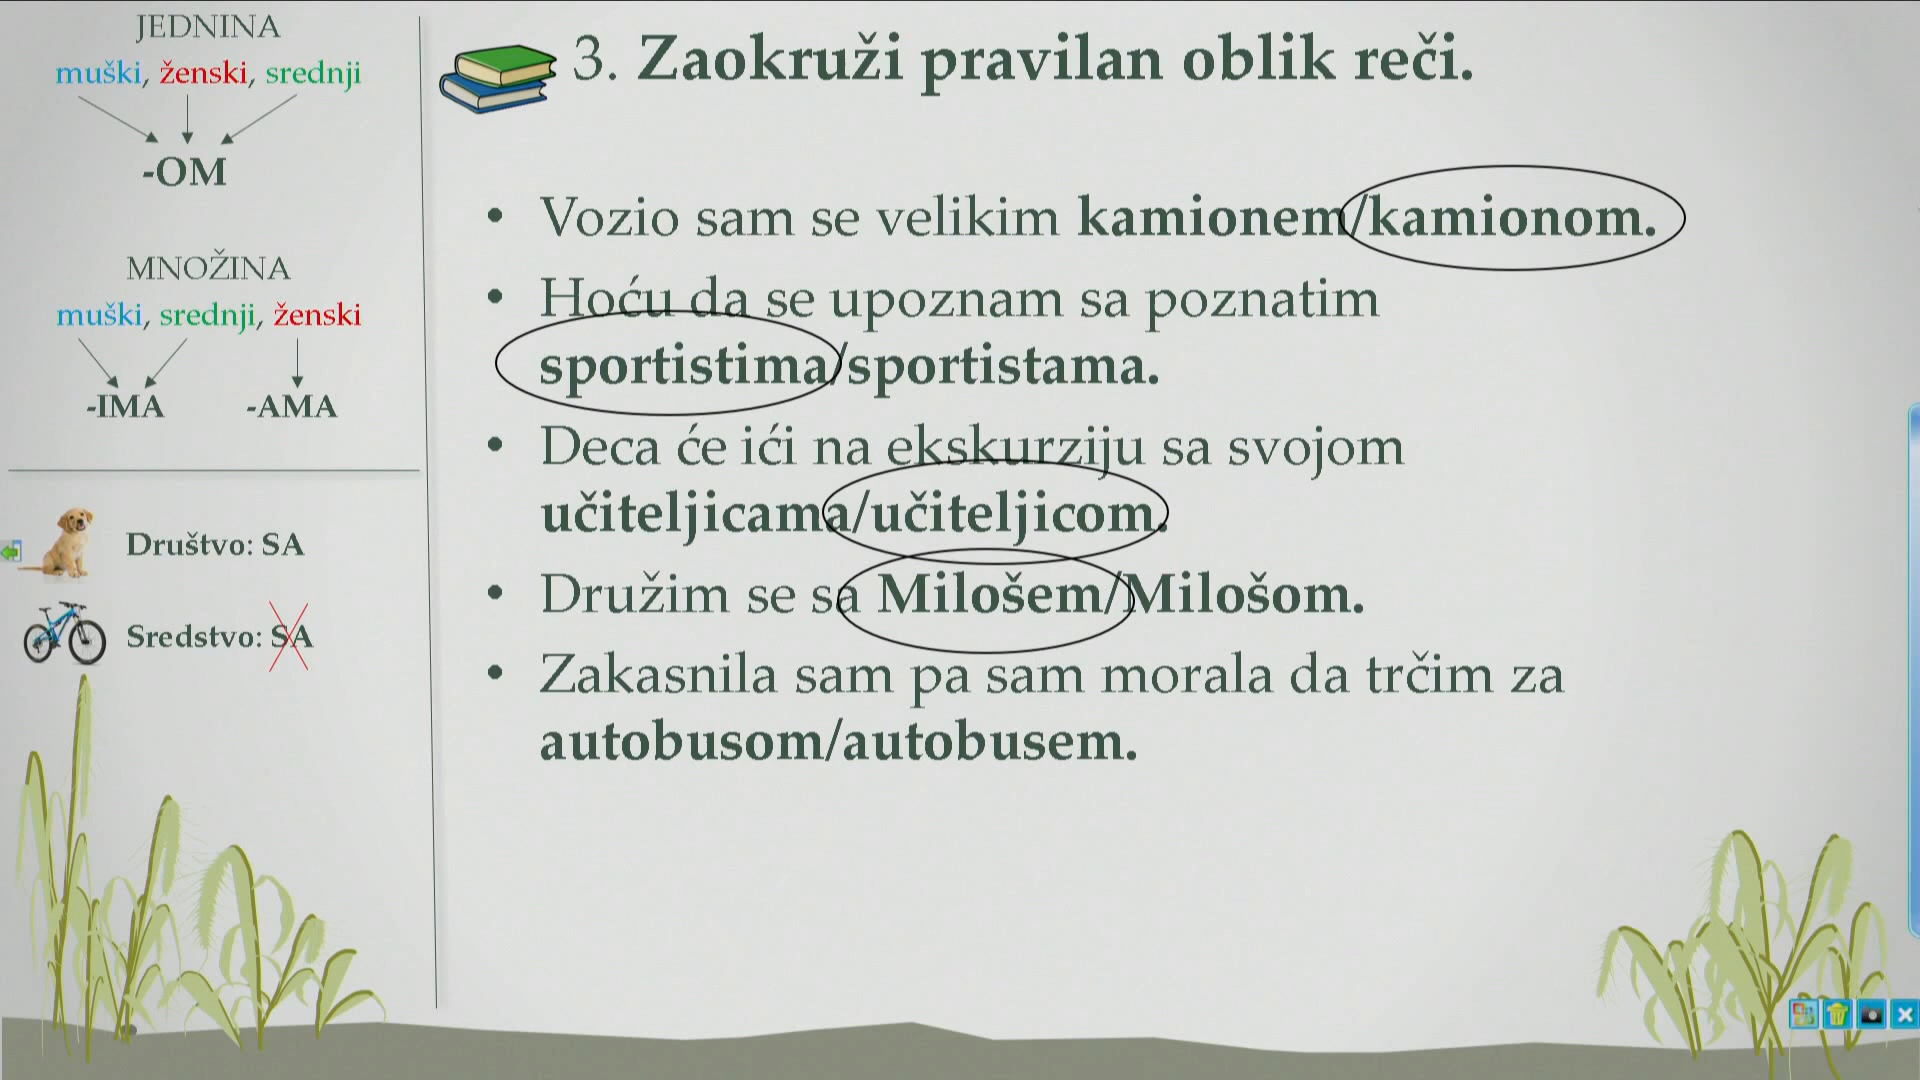 JEDNINA
muški, ženski, srednji
-OM
MNOŽINA
muški, srednji, ženski
-IMA -AMA
Društvo: SA
Sredstvo: SA
3. Zaokruži pravilan oblik reči.
• Vozio sam se velikim kamionem/kamionom.
• Hoću da se upoznam sa poznatim
sportistima/sportistama.
• Deca će ići na ekskurziju sa svojom
učiteljicama/učiteljicom.
• Družim se sa Milošem/Milošom.
• Zakasnila sam pa sam morala da trčim za
autobusom/autobusem.